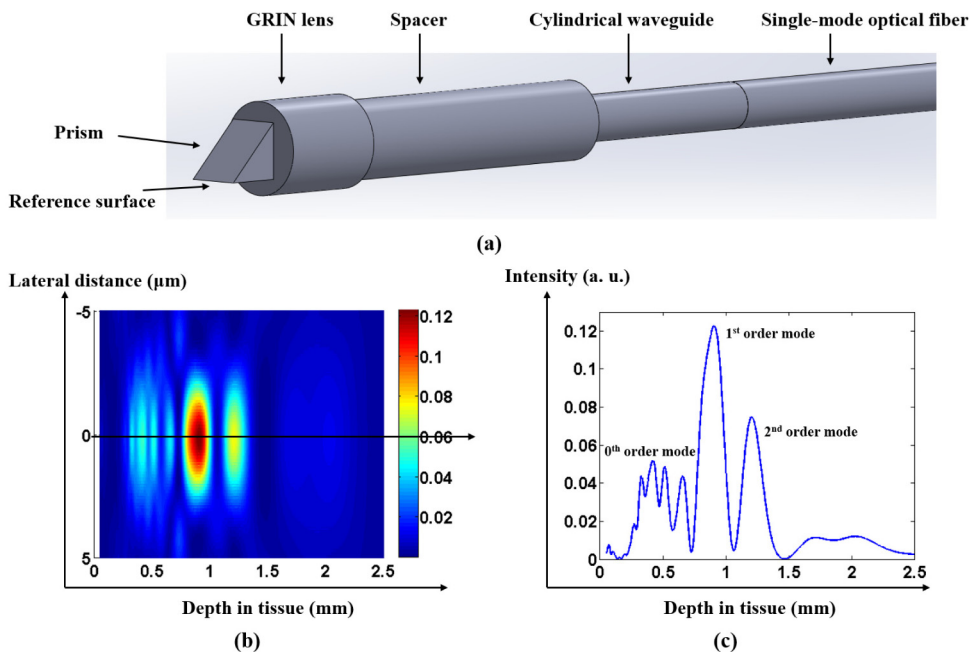 GRIN lens
Spacer
Cylindrical waveguide
Single-mode optical fiber
Prism
Reference surface
(a)
Lateral distance (µm)
-5
0
5
0.12
0.10
0.08
0.06
0.04
0.02
0 0.5 1 1.5 2 2.5
Depth in tissue (mm)
(b)
Intensity (a. u.)
0.12
0.1
0.08
0.06
0.04
0.02
0
1st order mode
2nd order mode
0th order mode
0 0.5 1 1.5 2 2.5
Depth in tissue (mm)
(c)